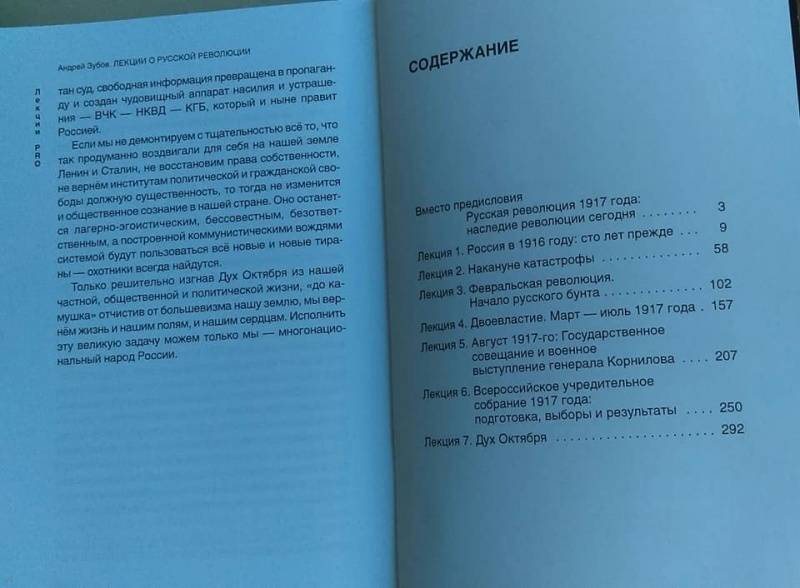 Андрей Зубов. ЛЕКЦИИ О РУССКОЙ РЕВОЛЮЦИИ
Лекции PRO
тан суд, свободная информация превращена в пропаган-
ду и создан чудовищный аппарат насилия и устраше-
ния — ВЧК — НКВД — КГБ, который и ныне правит
Россией.
Если мы не демонтируем с тщательностью всё то, что
так продуманно воздвигали для себя на нашей земле
Ленин и Сталин, не восстановим права собственности,
не вернём институтам политической и гражданской сво-
боды должную существенность, то тогда не изменится
и общественное сознание в нашей стране. Оно останет-
ся лагерно-эгоистическим, бессовестным, безответ-
ственным, а построенной коммунистическими вождями
системой будут пользоваться всё новые и новые тира-
ны — охотники всегда найдутся.
Только решительно изгнав Дух Октября из нашей
частной, общественной и политической жизни, «до ка-
мушка» отчистив от большевизма нашу землю, мы вер-
нём жизнь и нашим полям, и нашим сердцам. Исполнить
эту великую задачу можем только мы — многонацио-
нальный народ России.
СОДЕРЖАНИЕ
Вместо предисловия
Русская революция 1917 года:
наследие революции сегодня . . . . . . . . 3
Лекция 1. Россия в 1916 году: сто лет прежде . . . . 9
Лекция 2. Накануне катастрофы . . . . . . . . . . . . . 58
Лекция 3. Февральская революция.
Начало русского бунта . . . . . . . . . . . . . 102
Лекция 4. Двоевластие. Март — июль 1917 года . 157
Лекция 5. Август 1917-го: Государственное
совещание и военное
выступление генерала Корнилова . . . . 207
Лекция 6. Всероссийское учредительное
собрание 1917 года:
подготовка, выборы и результаты . . . . 250
Лекция 7. Дух Октября . . . . . . . . . . . . . . . . . . . . . 292